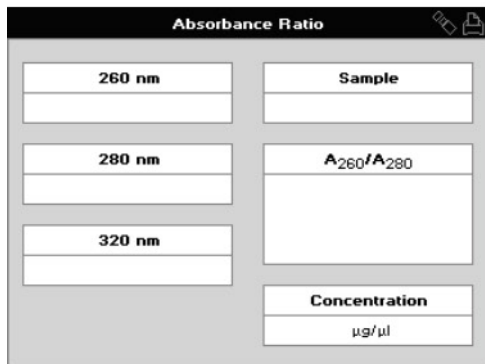 Absorbance Ratio
260 nm
Sample
280 nm
A₂₆₀/A₂₈₀
320 nm
Concentration
µg/µl